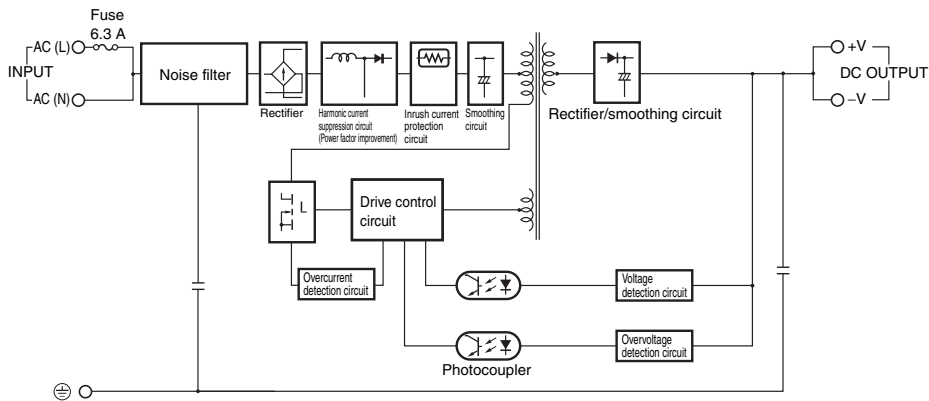 Fuse
6.3 A
AC (L)
INPUT
AC (N)
Noise filter
Rectifier
Harmonic current
suppression circuit
(Power factor improvement)
Inrush current
protection
circuit
Smoothing
circuit
Rectifier/smoothing circuit
+V
DC OUTPUT
–V
L
Drive control
circuit
Overcurrent
detection circuit
Voltage
detection circuit
Overvoltage
detection circuit
Photocoupler